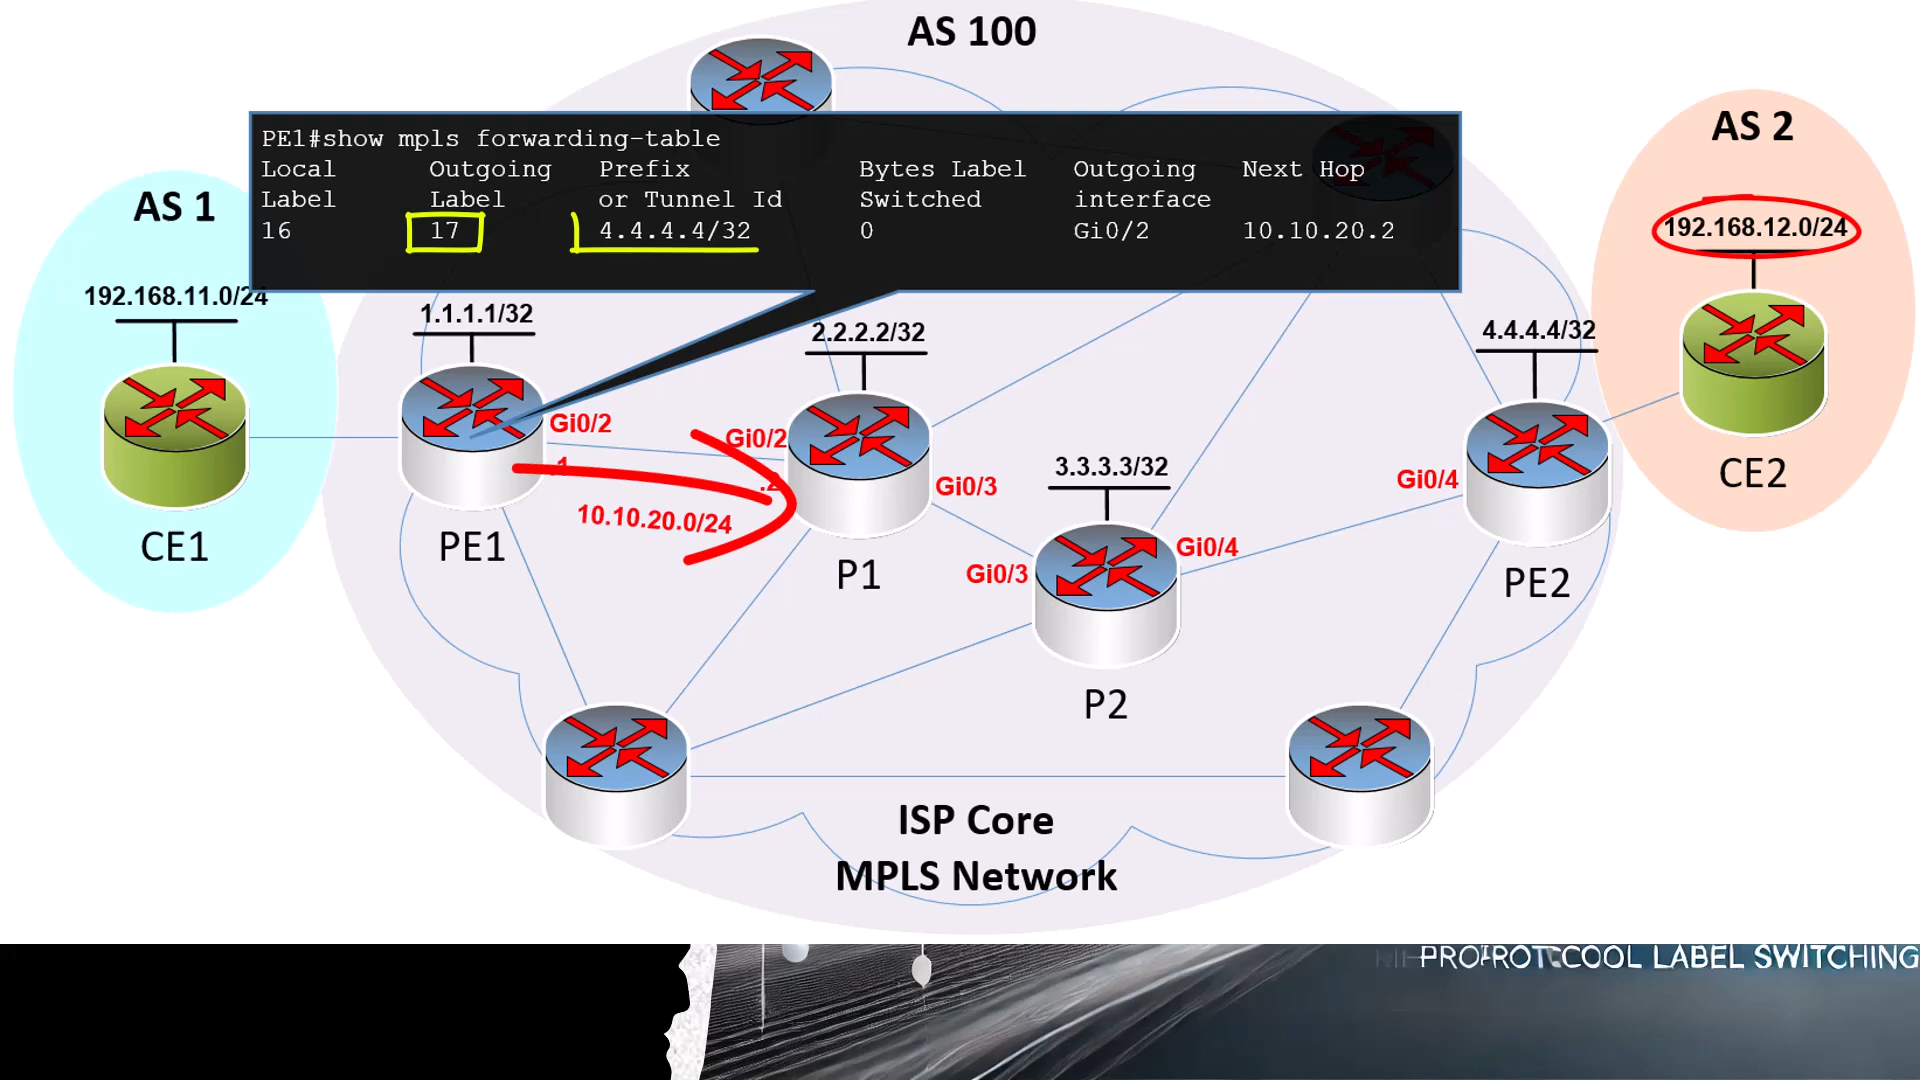 AS 100
AS 2
AS 1
PE1#show mpls forwarding-table
Local Outgoing Prefix Bytes Label Outgoing Next Hop
Label Label or Tunnel Id Switched interface
16 17 4.4.4.4/32 0 Gi0/2 10.10.20.2
192.168.12.0/24
192.168.11.0/24
1.1.1.1/32
2.2.2.2/32
4.4.4.4/32
Gi0/2
Gi0/2
.1
.2
10.10.20.0/24
Gi0/3
3.3.3.3/32
Gi0/4
Gi0/3
Gi0/4
CE1
PE1
P1
P2
PE2
CE2
ISP Core
MPLS Network
LABEL SWITCHING